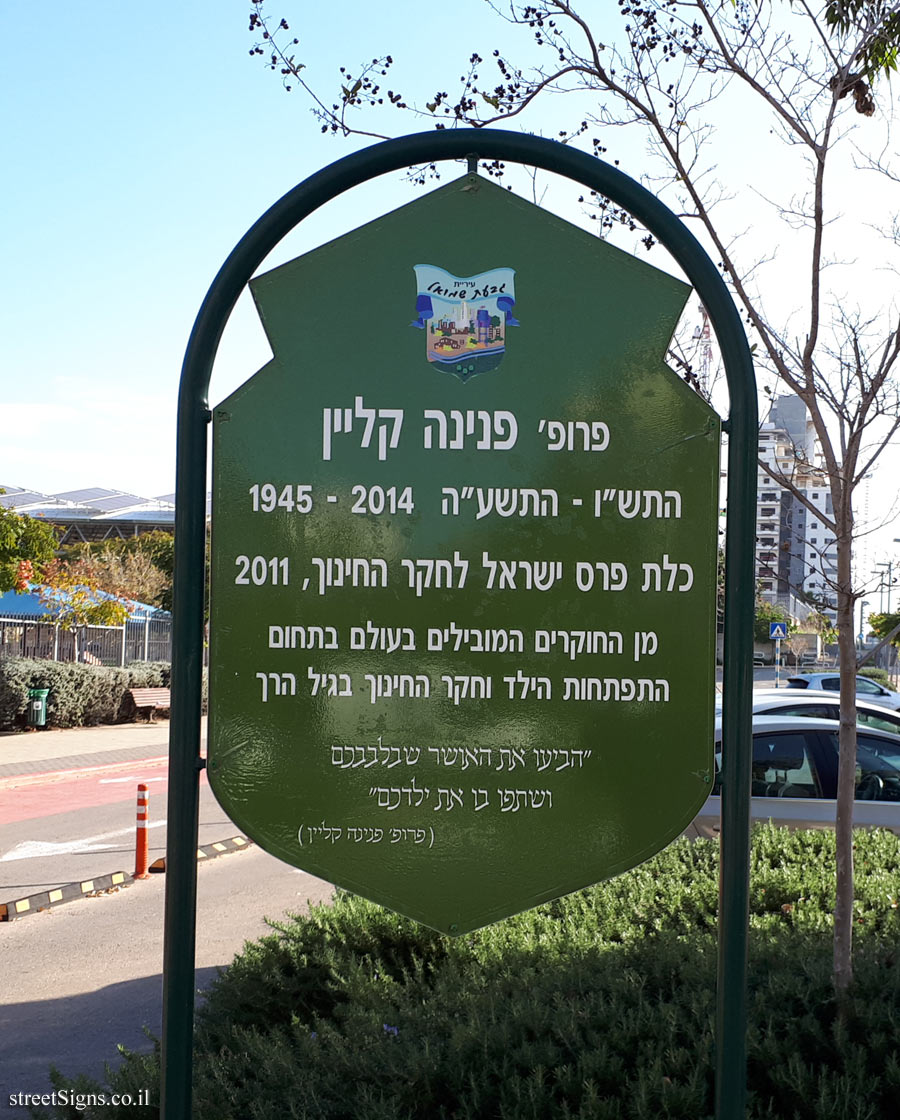 עיריית
גבעת שמואל
פרופ' פנינה קליין
התש"ו - התשע"ה 2014 - 1945
כלת פרס ישראל לחקר החינוך, 2011
מן החוקרים המובילים בעולם בתחום
התפתחות הילד וחקר החינוך בגיל הרך
"הביעו את האושר שבלבבכם
ושתפו בו את ילדכם"
(פרופ' פנינה קליין)
streetSigns.co.il